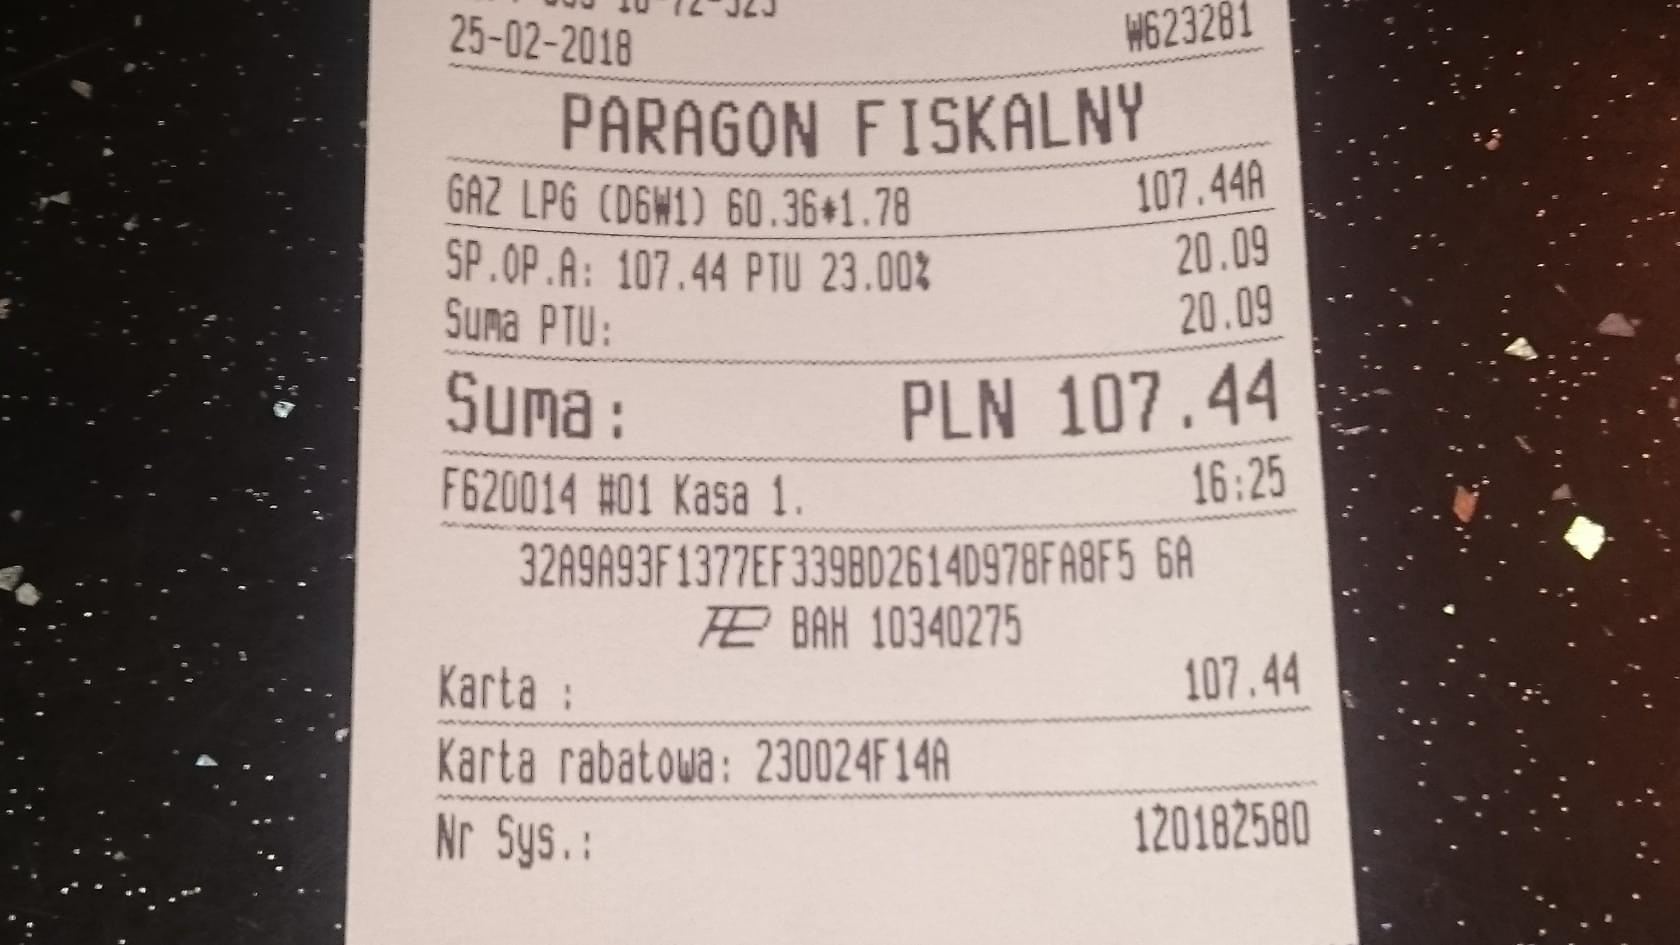 25-02-2018 W623281
PARAGON FISKALNY
GAZ LPG (D6W1) 60.36*1.78 107.44A
SP.OP.A: 107.44 PTU 23.00% 20.09
Suma PTU: 20.09
Suma: PLN 107.44
F620014 #01 Kasa 1. 16:25
32A9A93F1377EF339BD2614D978FA8F5 6A
BAH 10340275
Karta : 107.44
Karta rabatowa: 230024F14A
Nr Sys.: 120182580